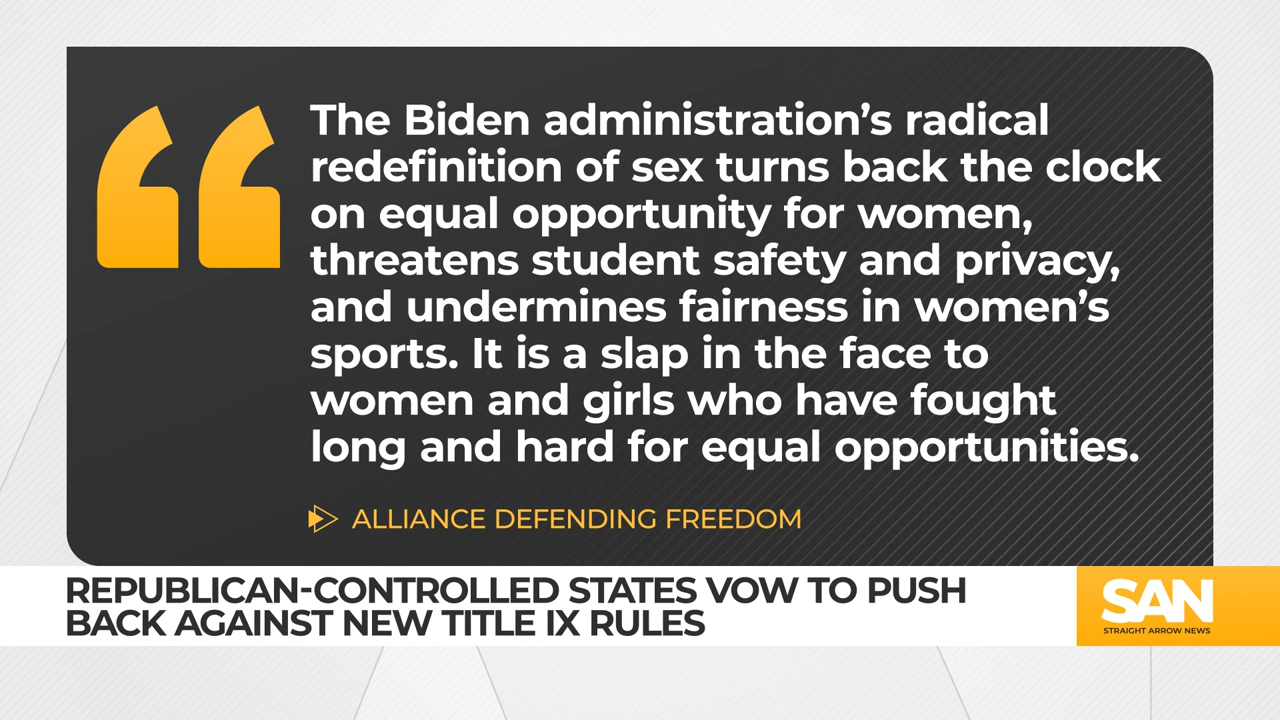 The Biden administration’s radical
redefinition of sex turns back the clock
on equal opportunity for women,
threatens student safety and privacy,
and undermines fairness in women’s
sports. It is a slap in the face to
women and girls who have fought
long and hard for equal opportunities.
ALLIANCE DEFENDING FREEDOM
REPUBLICAN-CONTROLLED STATES VOW TO PUSH
BACK AGAINST NEW TITLE IX RULES
SAN
STRAIGHT ARROW NEWS